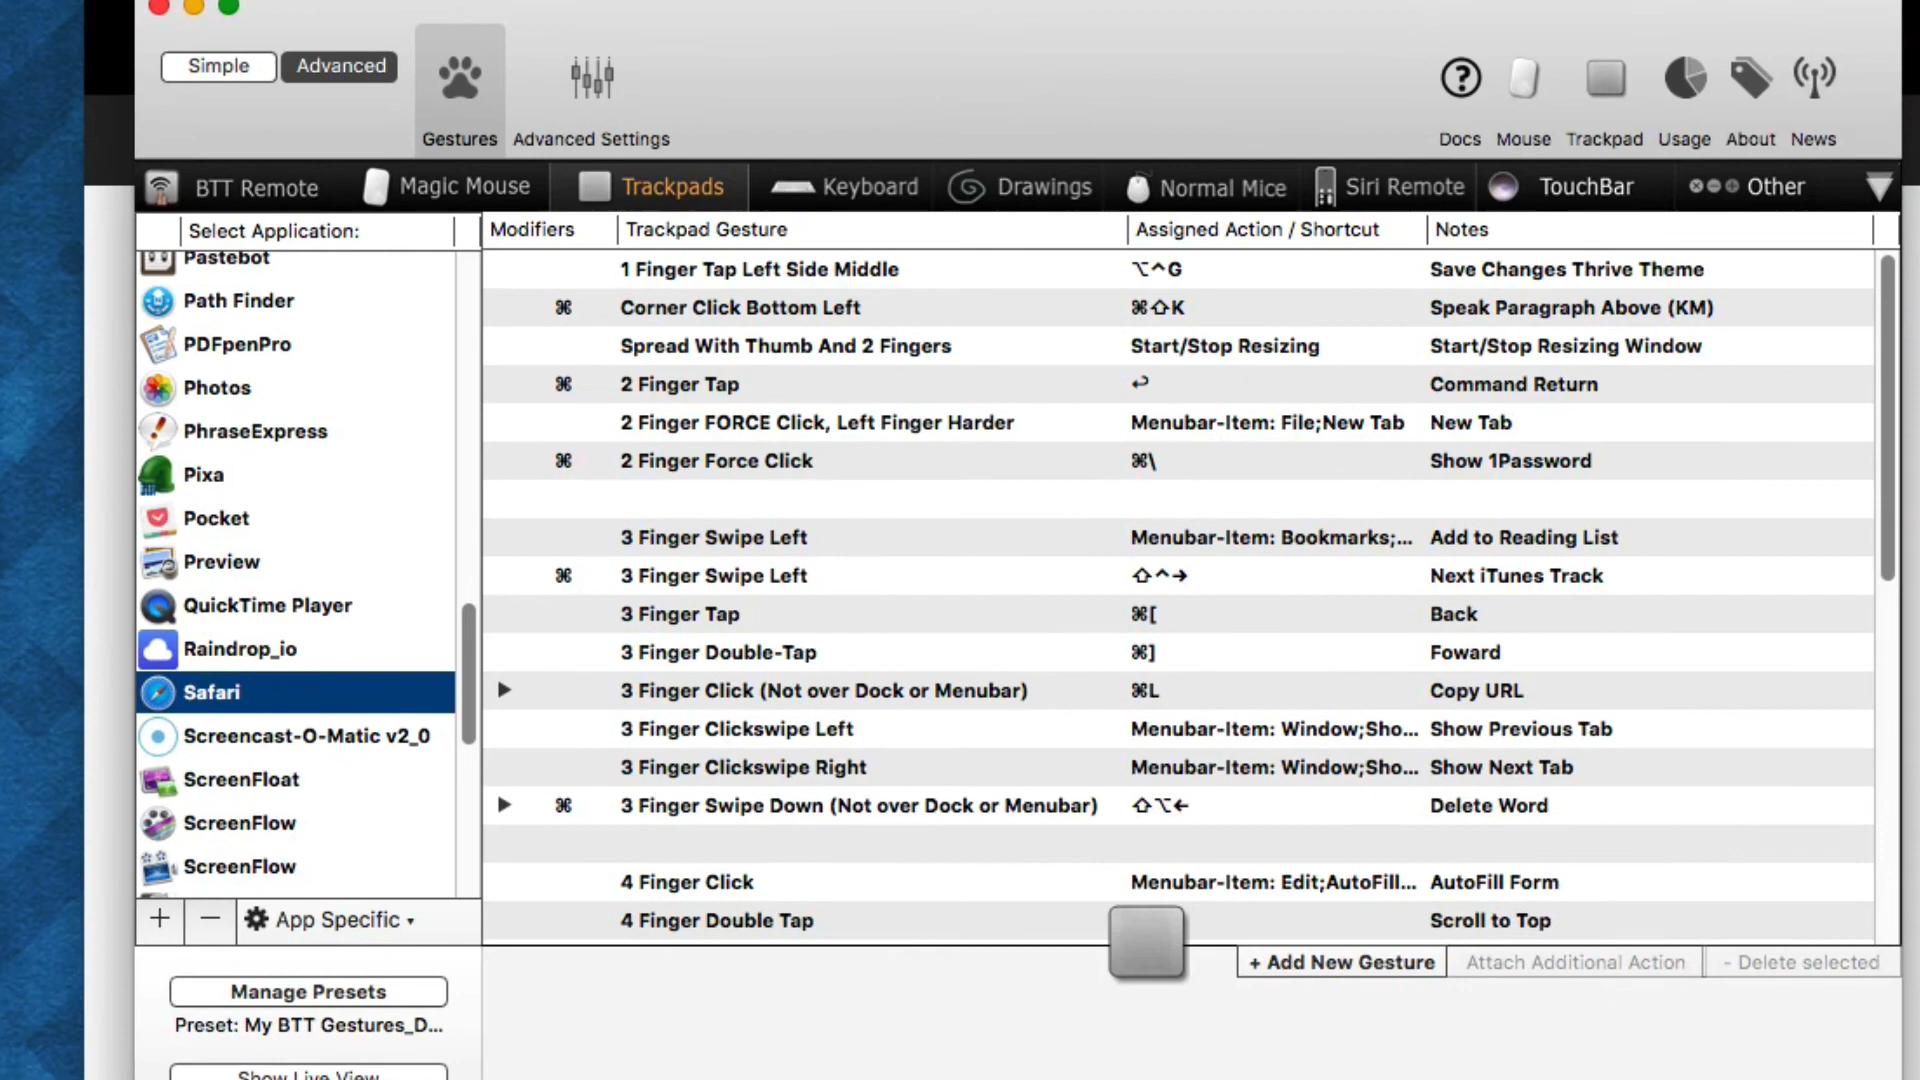 Simple Advanced
Gestures Advanced Settings Docs Mouse Trackpad Usage About News
BTT Remote Magic Mouse Trackpads Keyboard Drawings Normal Mice Siri Remote TouchBar Other
Select Application: Modifiers Trackpad Gesture Assigned Action / Shortcut Notes
Pastebot
Path Finder
PDFpenPro
Photos
PhraseExpress
Pixa
Pocket
Preview
QuickTime Player
Raindrop_io
Safari
Screencast-O-Matic v2_0
ScreenFloat
ScreenFlow
ScreenFlow
1 Finger Tap Left Side Middle ⌥^G Save Changes Thrive Theme
⌘ Corner Click Bottom Left ⌘⇧K Speak Paragraph Above (KM)
Spread With Thumb And 2 Fingers Start/Stop Resizing Start/Stop Resizing Window
⌘ 2 Finger Tap ↩ Command Return
2 Finger FORCE Click, Left Finger Harder Menubar-Item: File;New Tab New Tab
⌘ 2 Finger Force Click ⌘\ Show 1Password
3 Finger Swipe Left Menubar-Item: Bookmarks;... Add to Reading List
⌘ 3 Finger Swipe Left ⇧^→ Next iTunes Track
3 Finger Tap ⌘[ Back
3 Finger Double-Tap ⌘] Foward
3 Finger Click (Not over Dock or Menubar) ⌘L Copy URL
3 Finger Clickswipe Left Menubar-Item: Window;Sho... Show Previous Tab
3 Finger Clickswipe Right Menubar-Item: Window;Sho... Show Next Tab
⌘ 3 Finger Swipe Down (Not over Dock or Menubar) ⇧⌥← Delete Word
4 Finger Click Menubar-Item: Edit;AutoFill... AutoFill Form
4 Finger Double Tap Scroll to Top
+ − App Specific
+ Add New Gesture Attach Additional Action - Delete selected
Manage Presets
Preset: My BTT Gestures_D...
Show Live View